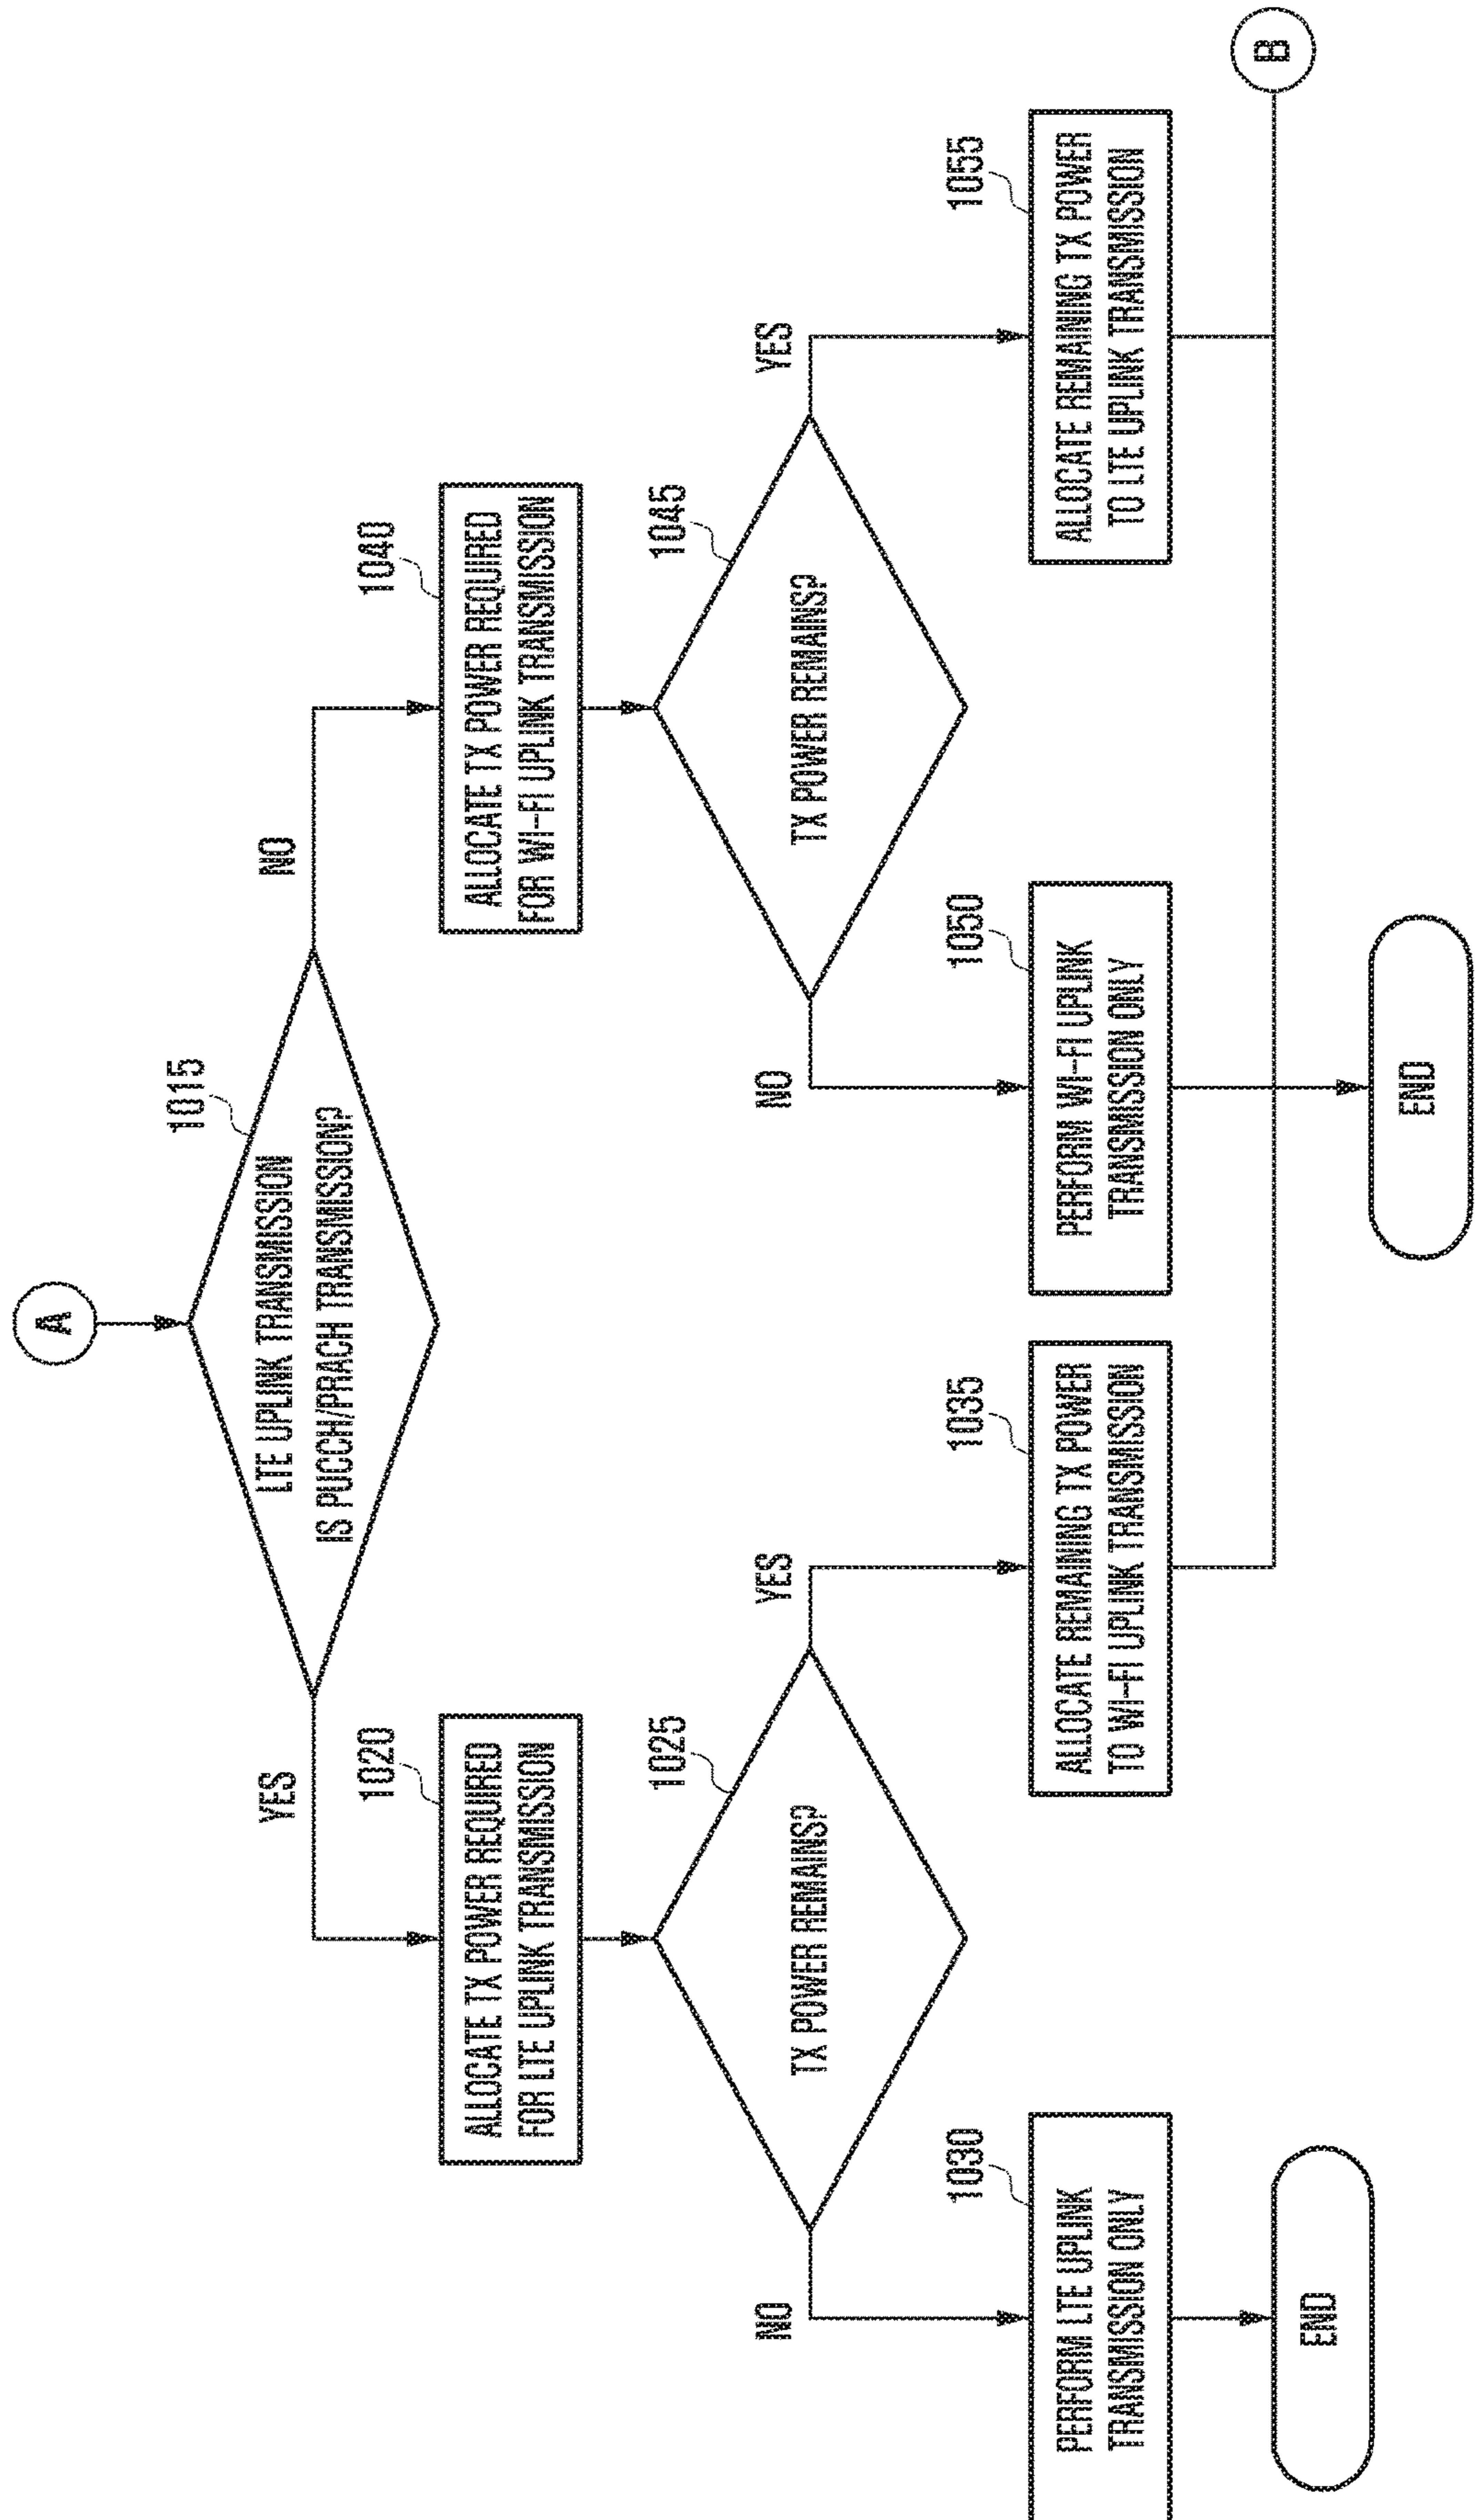 A
1015
LTE UPLINK TRANSMISSION
IS PUCCH/PRACH TRANSMISSION?
YES
NO
1020
ALLOCATE TX POWER REQUIRED
FOR LTE UPLINK TRANSMISSION
1040
ALLOCATE TX POWER REQUIRED
FOR WI-FI UPLINK TRANSMISSION
1025
TX POWER REMAINS?
1045
TX POWER REMAINS?
NO
YES
NO
YES
1030
PERFORM LTE UPLINK
TRANSMISSION ONLY
1035
ALLOCATE REMAINING TX POWER
TO WI-FI UPLINK TRANSMISSION
1050
PERFORM WI-FI UPLINK
TRANSMISSION ONLY
1055
ALLOCATE REMAINING TX POWER
TO LTE UPLINK TRANSMISSION
B
END
END